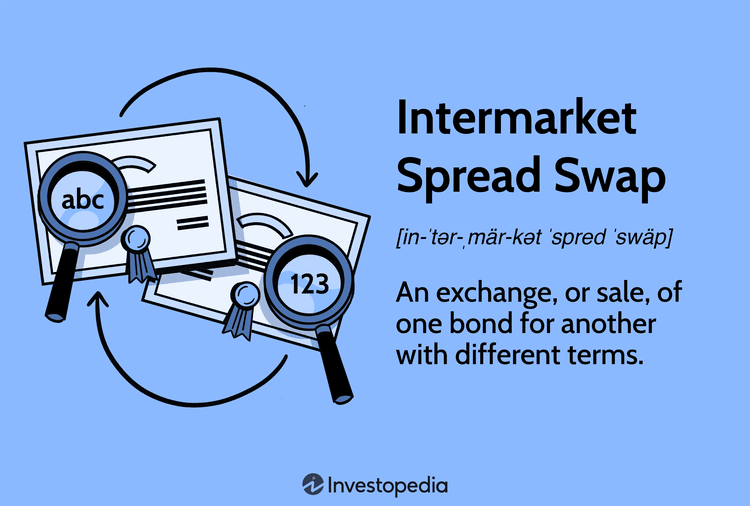 abc
123
Intermarket
Spread Swap
[in-ˈtər-ˌmär-kət ˈspred ˈswäp]
An exchange, or sale, of
one bond for another
with different terms.
Investopedia